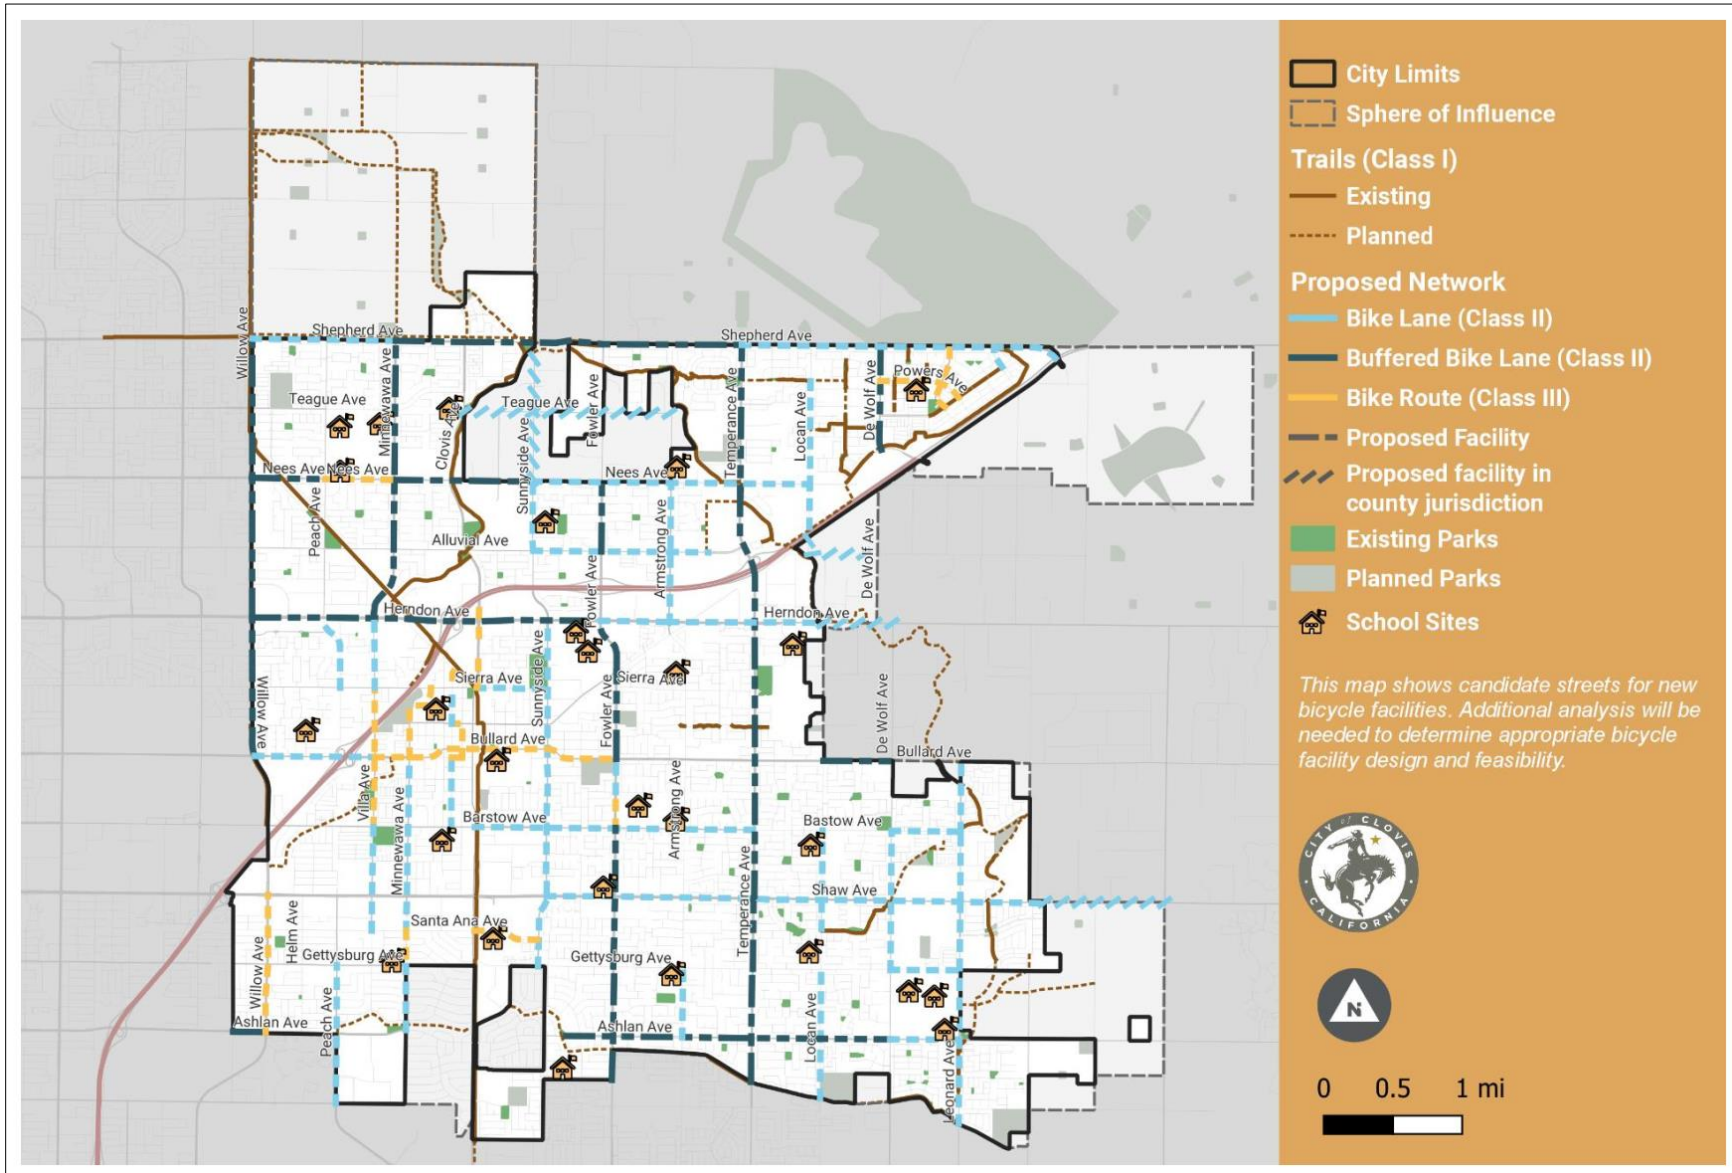 City Limits
Sphere of Influence
Trails (Class I)
Existing
Planned
Proposed Network
Bike Lane (Class II)
Buffered Bike Lane (Class II)
Bike Route (Class III)
Proposed Facility
Proposed facility in
county jurisdiction
Existing Parks
Planned Parks
School Sites
This map shows candidate streets for new
bicycle facilities. Additional analysis will be
needed to determine appropriate bicycle
facility design and feasibility.
CITY of CLOVIS
CALIFORNIA
N
0 0.5 1 mi
Shepherd Ave
Shepherd Ave
Willow Ave
Minnewawa Ave
Teague Ave
Clovis Ave
Teague Ave
Fowler Ave
Temperance Ave
Locan Ave
De Wolf Ave
Powers Ave
Sunnyside Ave
Nees Ave
Nees Ave
Nees Ave
Peach Ave
Alluvial Ave
Armstrong Ave
De Wolf Ave
Fowler Ave
Herndon Ave
Herndon Ave
Willow Ave
Sierra Ave
Sunnyside Ave
Sierra Ave
Fowler Ave
De Wolf Ave
Bullard Ave
Bullard Ave
Villa Ave
Minnewawa Ave
Barstow Ave
Armstrong Ave
Bastow Ave
Shaw Ave
Temperance Ave
Santa Ana Ave
Helm Ave
Gettysburg Ave
Gettysburg Ave
Willow Ave
Peach Ave
Ashlan Ave
Ashlan Ave
Locan Ave
Leonard Ave